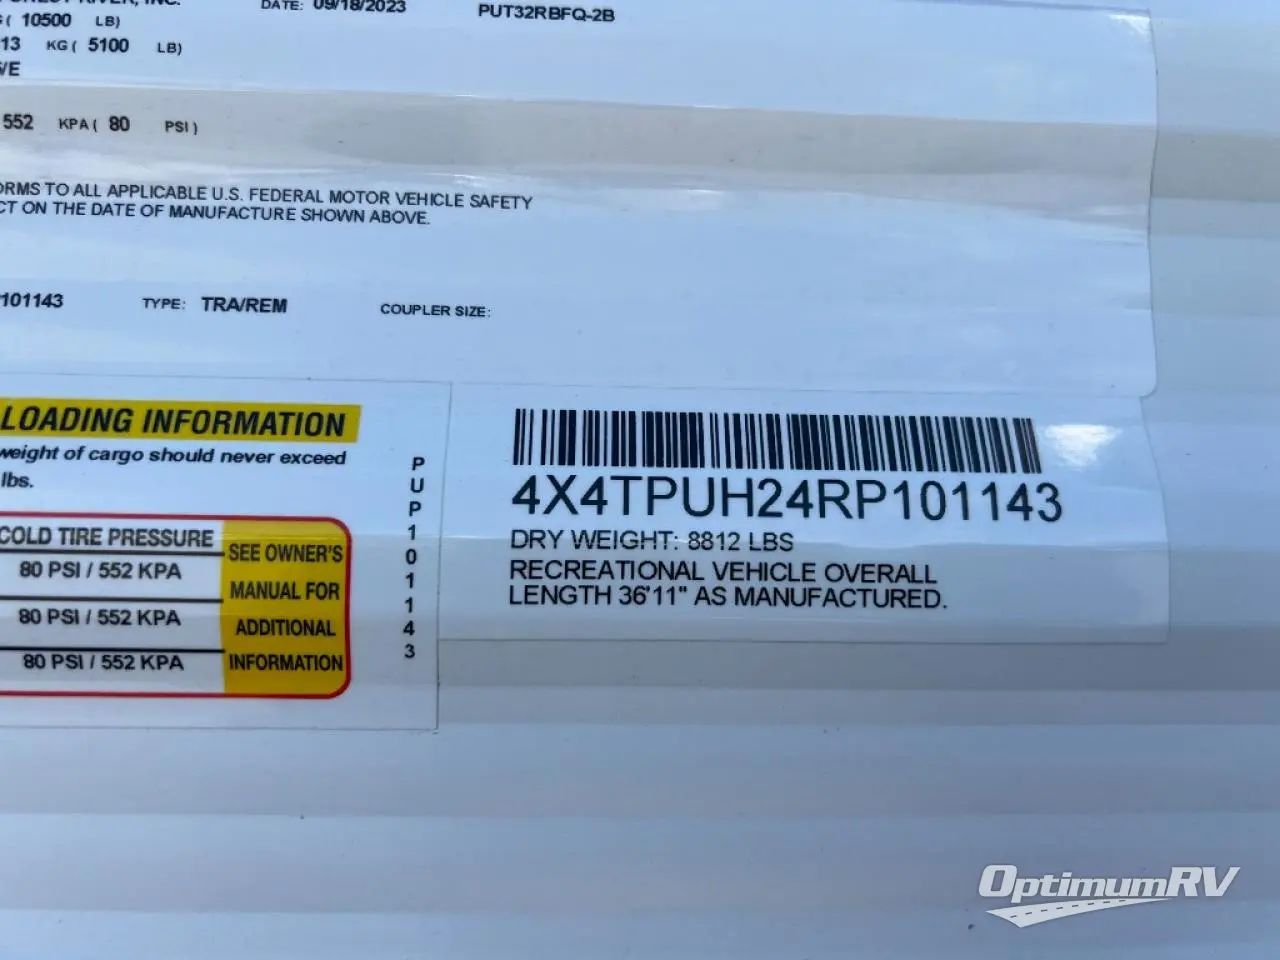 RIVER, INC.
DATE: 09/18/2023
PUT32RBFQ-2B
( 10500 LB)
13 KG ( 5100 LB)
/E
552 KPA ( 80 PSI )
ORMS TO ALL APPLICABLE U.S. FEDERAL MOTOR VEHICLE SAFETY
CT ON THE DATE OF MANUFACTURE SHOWN ABOVE.
101143 TYPE: TRA/REM COUPLER SIZE:
LOADING INFORMATION
weight of cargo should never exceed
lbs.
COLD TIRE PRESSURE
80 PSI / 552 KPA
80 PSI / 552 KPA
80 PSI / 552 KPA
SEE OWNER'S
MANUAL FOR
ADDITIONAL
INFORMATION
PUP101143
4X4TPUH24RP101143
DRY WEIGHT: 8812 LBS
RECREATIONAL VEHICLE OVERALL
LENGTH 36'11" AS MANUFACTURED.
OptimumRV